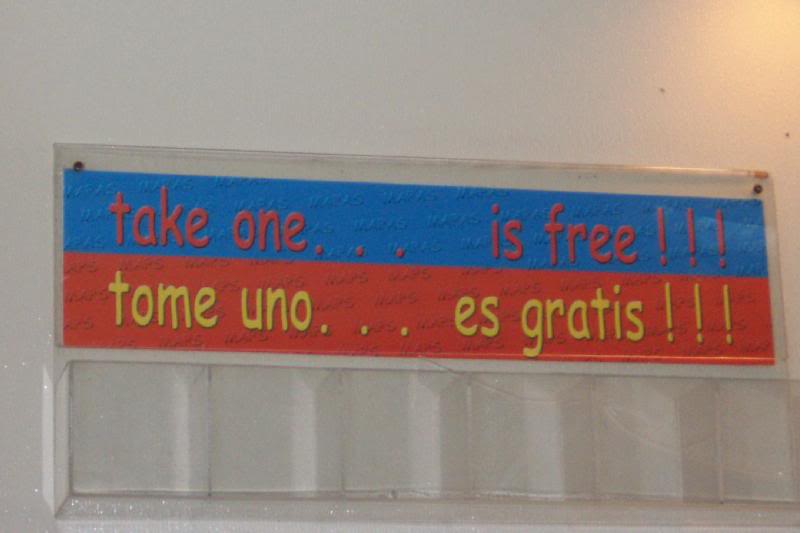 take one. . . is free ! ! !
tome uno. . . es gratis ! ! !